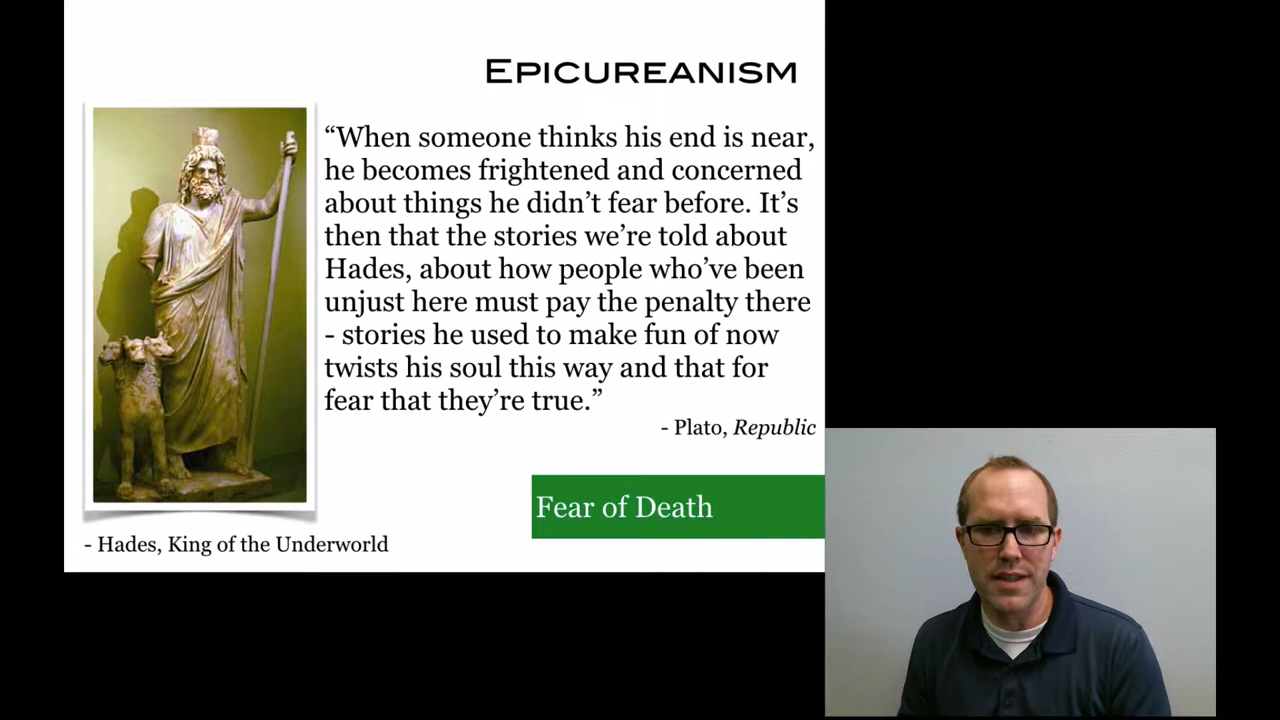 EPICUREANISM
“When someone thinks his end is near,
he becomes frightened and concerned
about things he didn’t fear before. It’s
then that the stories we’re told about
Hades, about how people who’ve been
unjust here must pay the penalty there
- stories he used to make fun of now
twists his soul this way and that for
fear that they’re true.”
- Plato, Republic
Fear of Death
- Hades, King of the Underworld